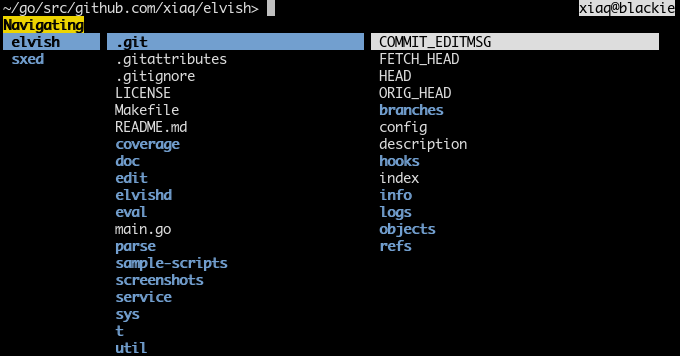 ~/go/src/github.com/xiaq/elvish> xiaq@blackie
Navigating
elvish .git COMMIT_EDITMSG
sxed .gitattributes FETCH_HEAD
.gitignore HEAD
LICENSE ORIG_HEAD
Makefile branches
README.md config
coverage description
doc hooks
edit index
elvishd info
eval logs
main.go objects
parse refs
sample-scripts
screenshots
service
sys
t
util